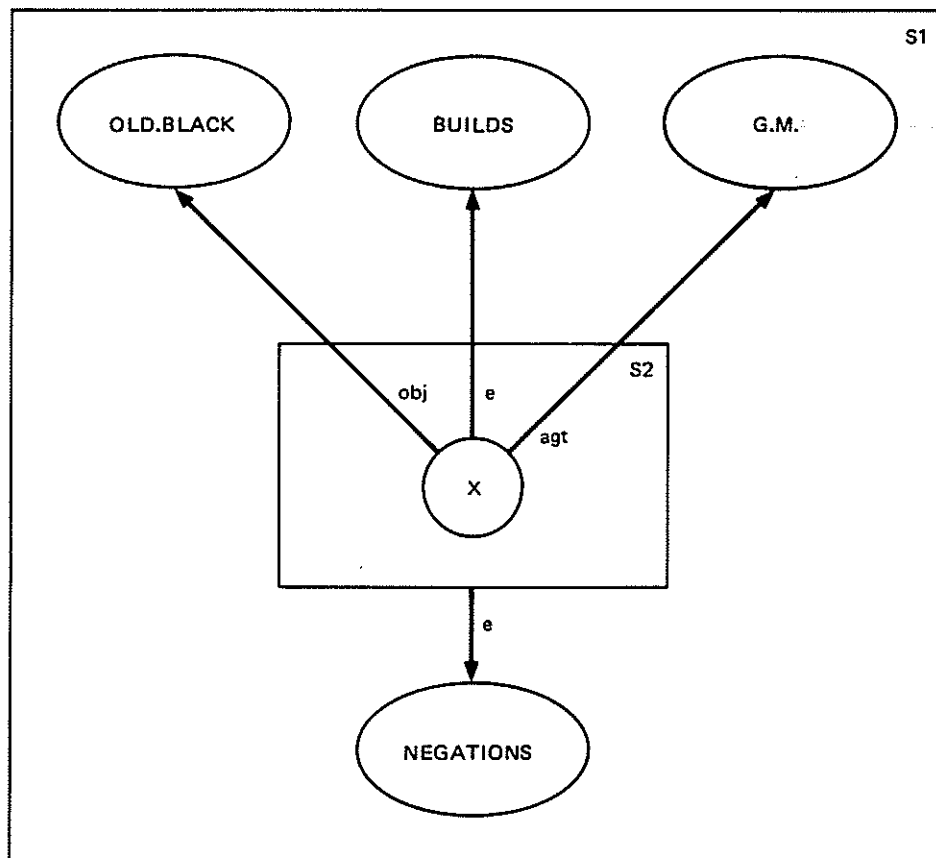 S1
OLD.BLACK
BUILDS
G.M.
S2
obj
e
agt
X
e
NEGATIONS